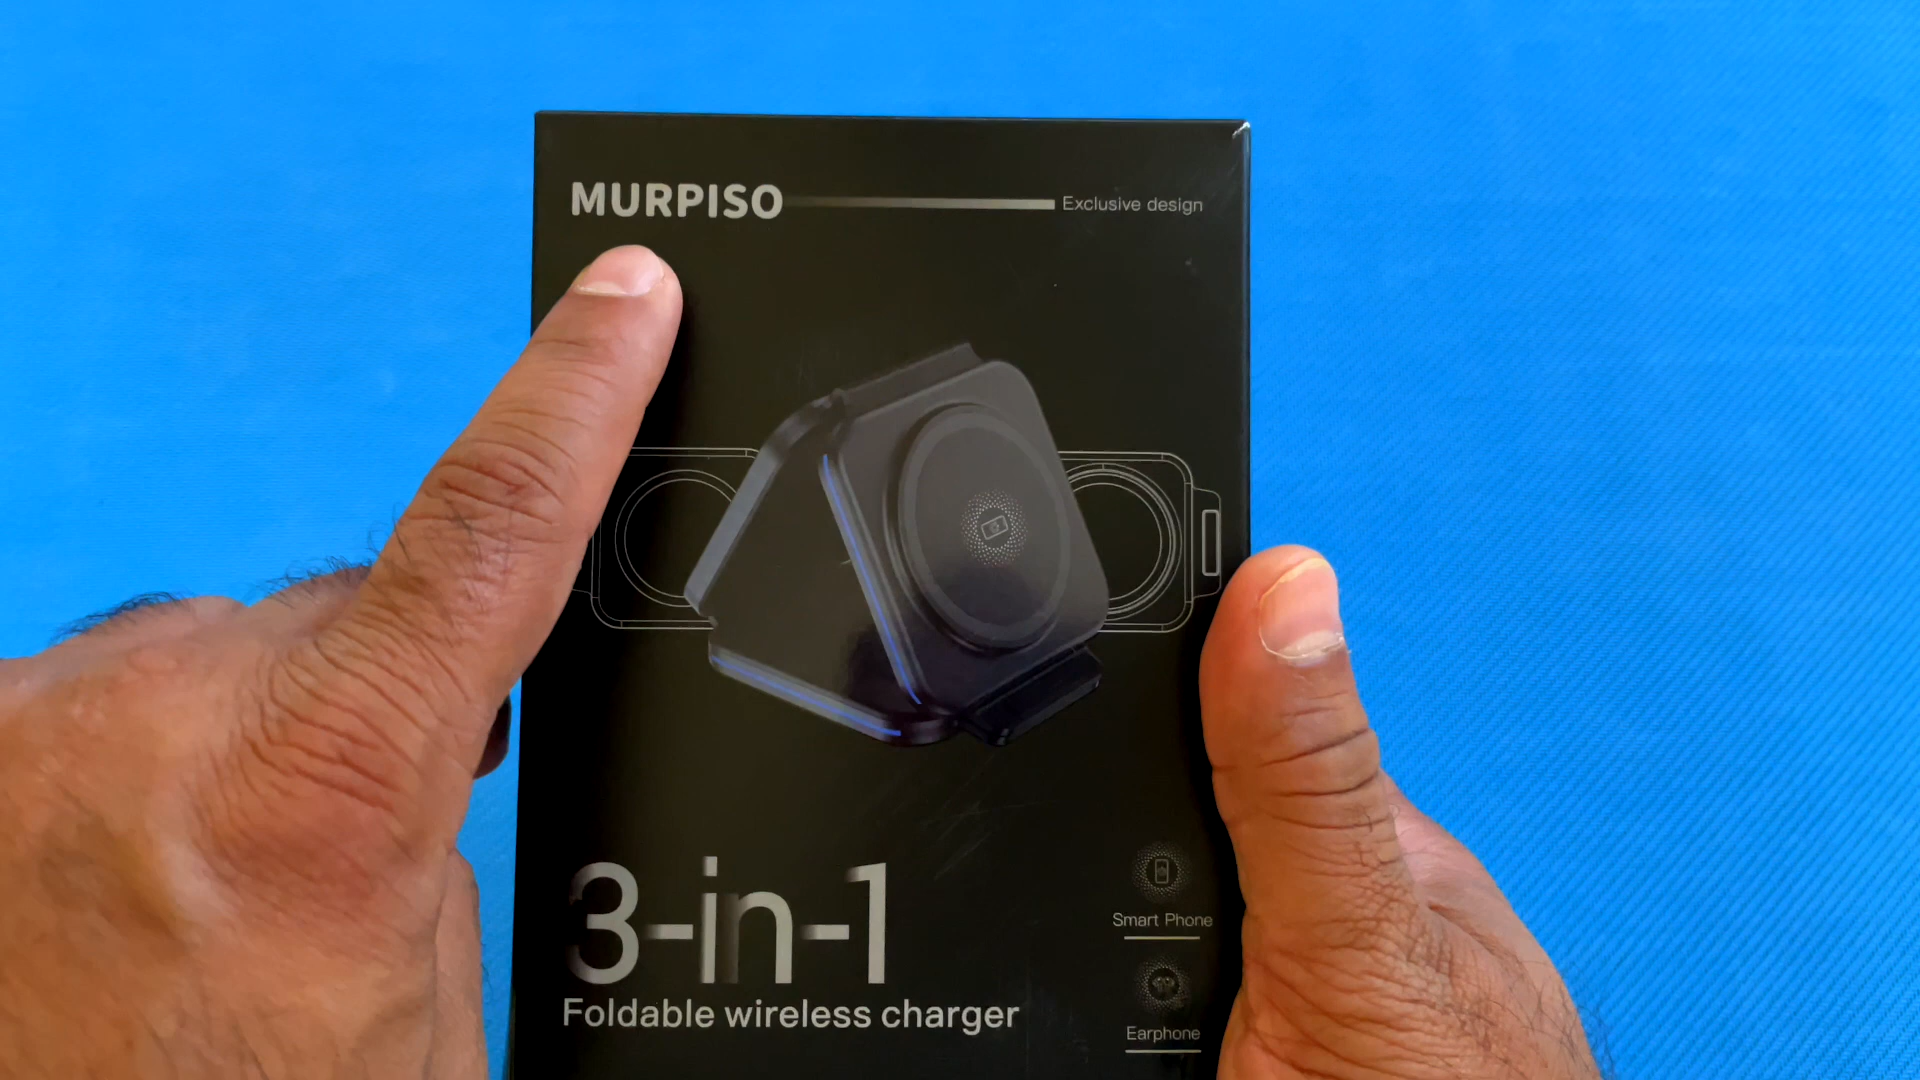 MURPISO
Exclusive design
3-in-1
Foldable wireless charger
Smart Phone
Earphone